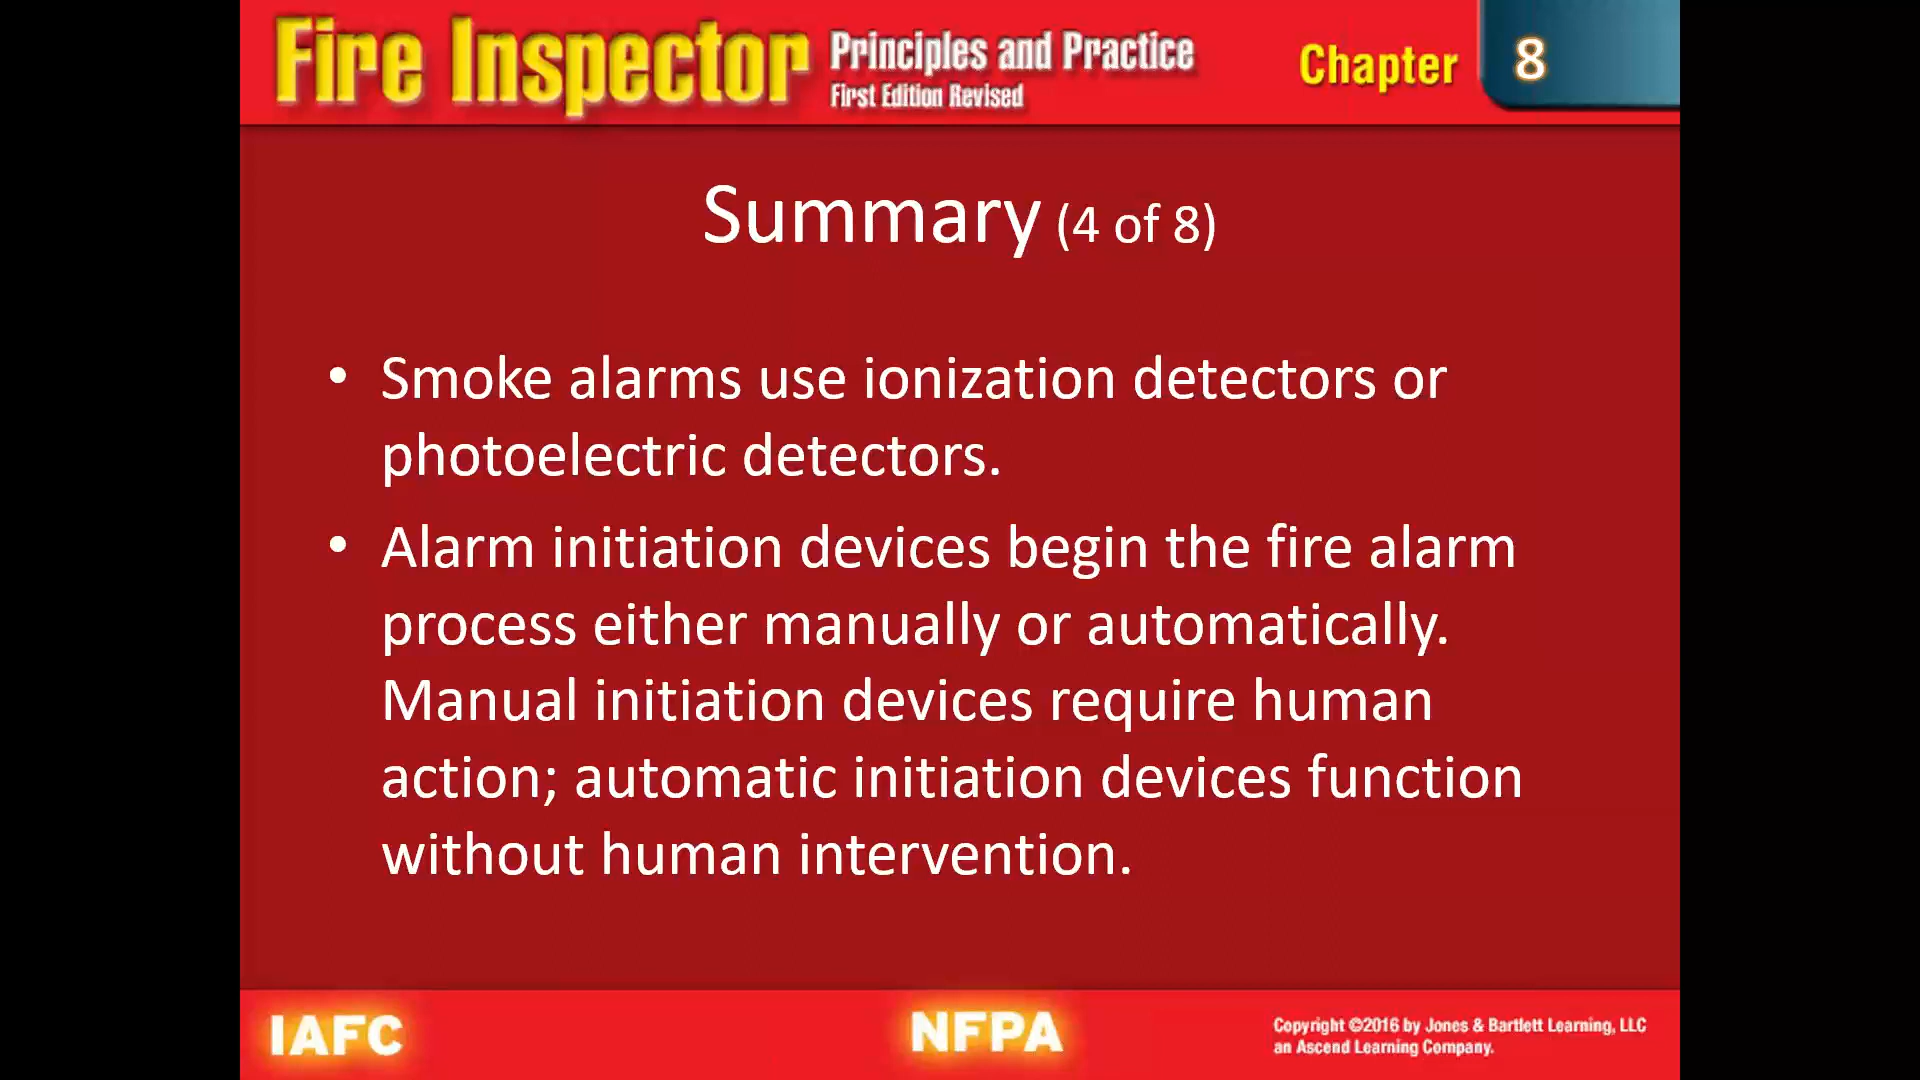 Fire Inspector Principles and Practice
First Edition Revised
Chapter 8
Summary (4 of 8)
• Smoke alarms use ionization detectors or
photoelectric detectors.
• Alarm initiation devices begin the fire alarm
process either manually or automatically.
Manual initiation devices require human
action; automatic initiation devices function
without human intervention.
IAFC
NFPA
Copyright ©2016 by Jones & Bartlett Learning, LLC
an Ascend Learning Company.